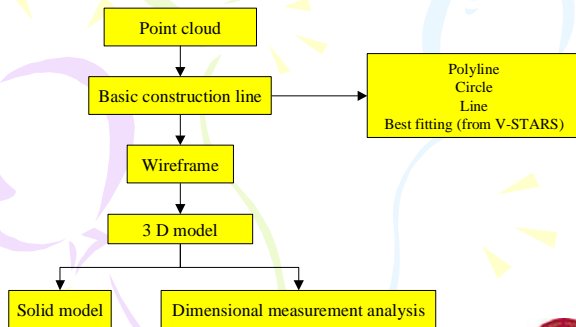 Point cloud
Basic construction line
Polyline
Circle
Line
Best fitting (from V-STARS)
Wireframe
3 D model
Solid model
Dimensional measurement analysis